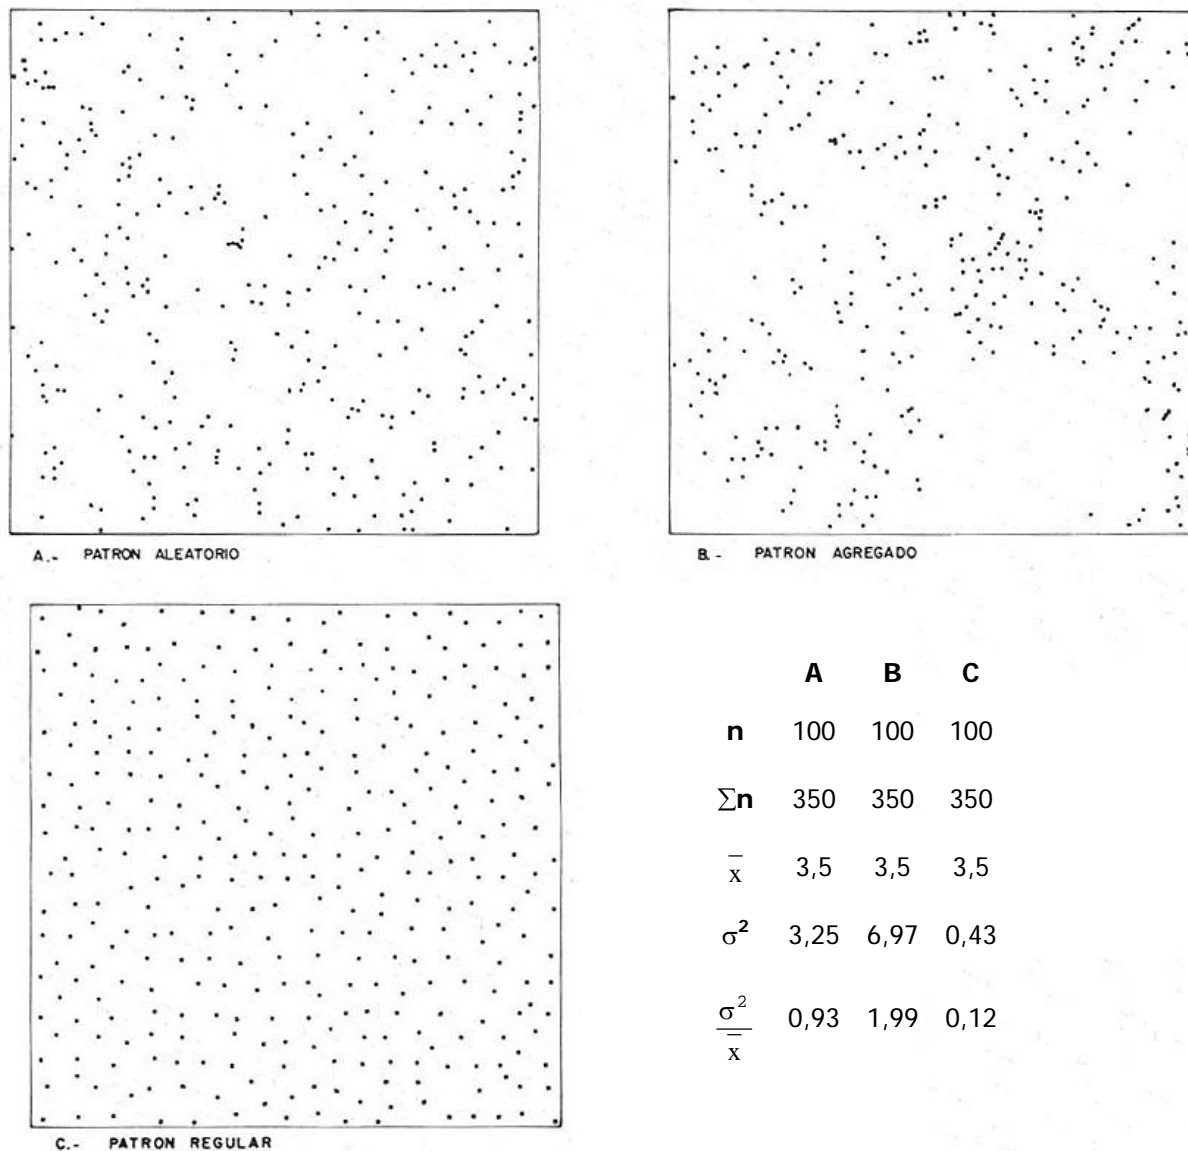 A.- PATRON ALEATORIO
B.- PATRON AGREGADO
C.- PATRON REGULAR
A B C
n 100 100 100
∑n 350 350 350
x̄ 3,5 3,5 3,5
σ² 3,25 6,97 0,43
σ²/x̄ 0,93 1,99 0,12